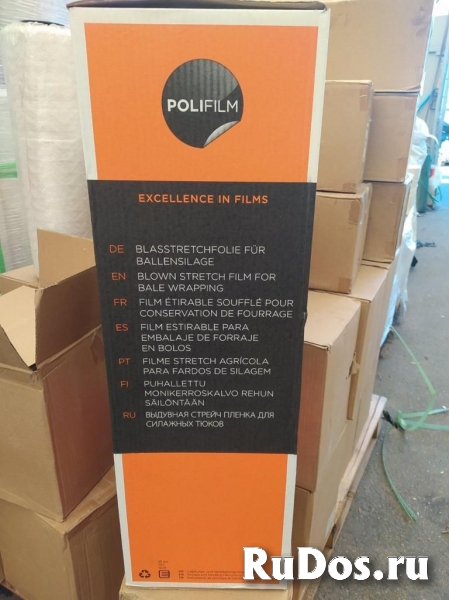 POLIFILM
EXCELLENCE IN FILMS
DE BLASSTRETCHFOLIE FÜR
BALLENSILAGE
EN BLOWN STRETCH FILM FOR
BALE WRAPPING
FR FILM ÉTIRABLE SOUFFLÉ POUR
CONSERVATION DE FOURRAGE
ES FILM ESTIRABLE PARA
EMBALAJE DE FORRAJE
EN BOLOS
PT FILME STRETCH AGRÍCOLA
PARA FARDOS DE SILAGEM
FI PUHALLETTU
MONIKERROSKALVO REHUN
SÄILÖNTÄÄN
RU ВЫДУВНАЯ СТРЕЙЧ ПЛЕНКА ДЛЯ
СИЛАЖНЫХ ТЮКОВ
RuDos.ru